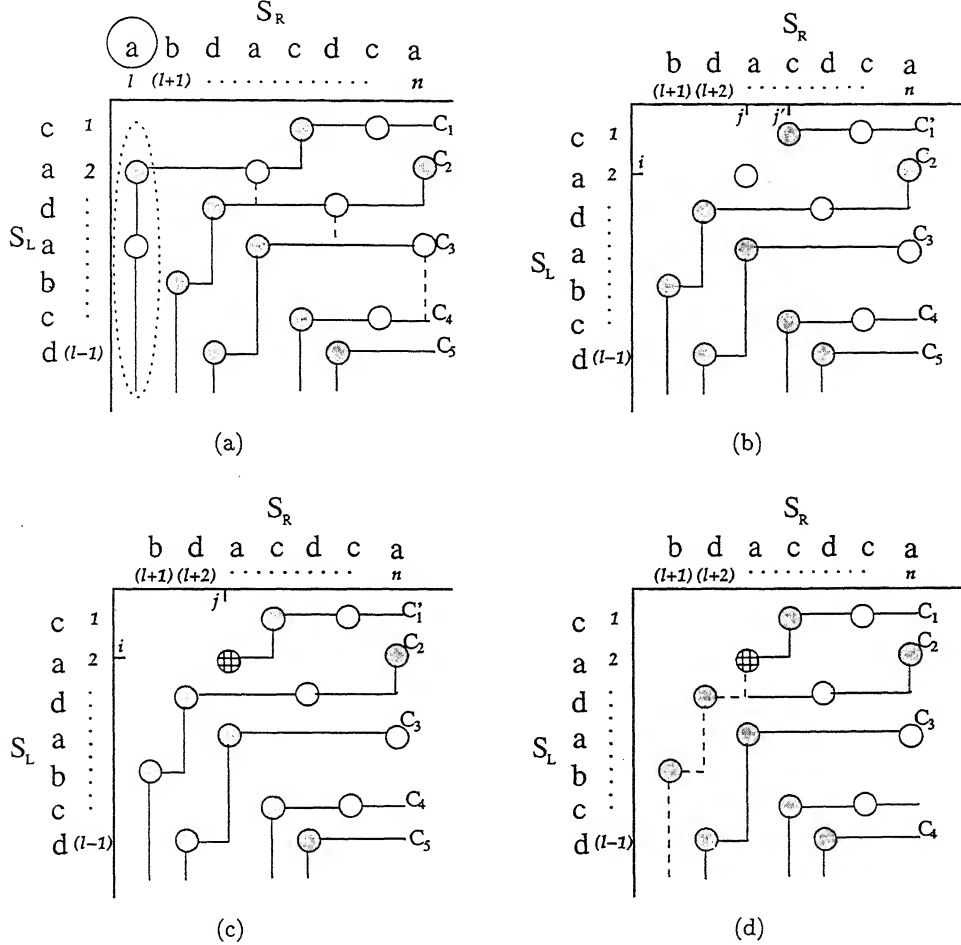 S_R
a b d a c d c a
l (l+1) . . . . . . . . . . n
c 1 C_1
a 2 C_2
d
S_L a C_3
b
c C_4
d (l-1) C_5
(a)
S_R
b d a c d c a
(l+1) (l+2) . . . . . . . . n
j j'
c 1 C'_1
i
a 2 C_2
d
a C_3
S_L
b
c C_4
d (l-1) C_5
(b)
S_R
b d a c d c a
(l+1) (l+2) . . . . . . . . n
j
c 1 C'_1
i
a 2 C_2
d
a C_3
S_L
b
c C_4
d (l-1) C_5
(c)
S_R
b d a c d c a
(l+1) (l+2) . . . . . . . . n
c 1 C'_1
a 2 C_2
d
a C_3
S_L
b
c
d (l-1) C_4
(d)